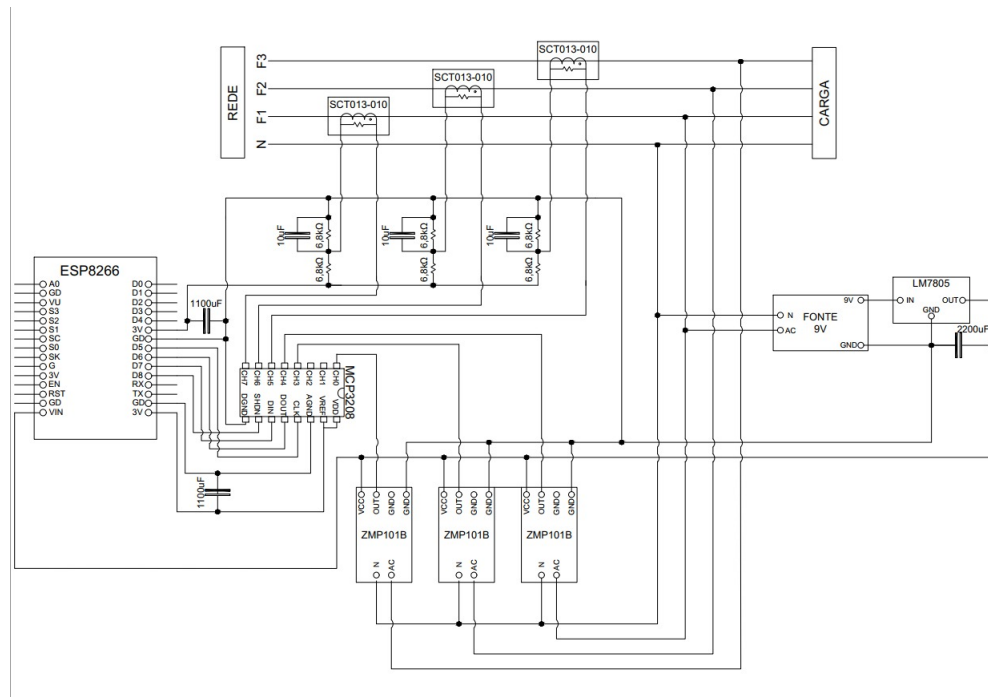 SCT013-010
SCT013-010
SCT013-010
REDE
F3
F2
F1
N
CARGA
10uF
6,8kΩ
6,8kΩ
10uF
6,8kΩ
6,8kΩ
10uF
6,8kΩ
6,8kΩ
ESP8266
A0
GD
VU
S3
S2
S1
SC
S0
SK
G
3V
EN
RST
GD
VIN
D0
D1
D2
D3
D4
3V
GD
D5
D6
D7
D8
RX
TX
GD
3V
1100uF
1100uF
MCP3208
CH7
CH6
CH5
CH4
CH3
CH2
CH1
CH0
DGND
SHDN
DIN
DOUT
CLK
AGND
VREF
VDD
LM7805
IN
OUT
GND
2200uF
FONTE
9V
N
AC
9V
GND
VCC
OUT
GND
GND
ZMP101B
N
AC
VCC
OUT
GND
GND
ZMP101B
N
AC
VCC
OUT
GND
GND
ZMP101B
N
AC